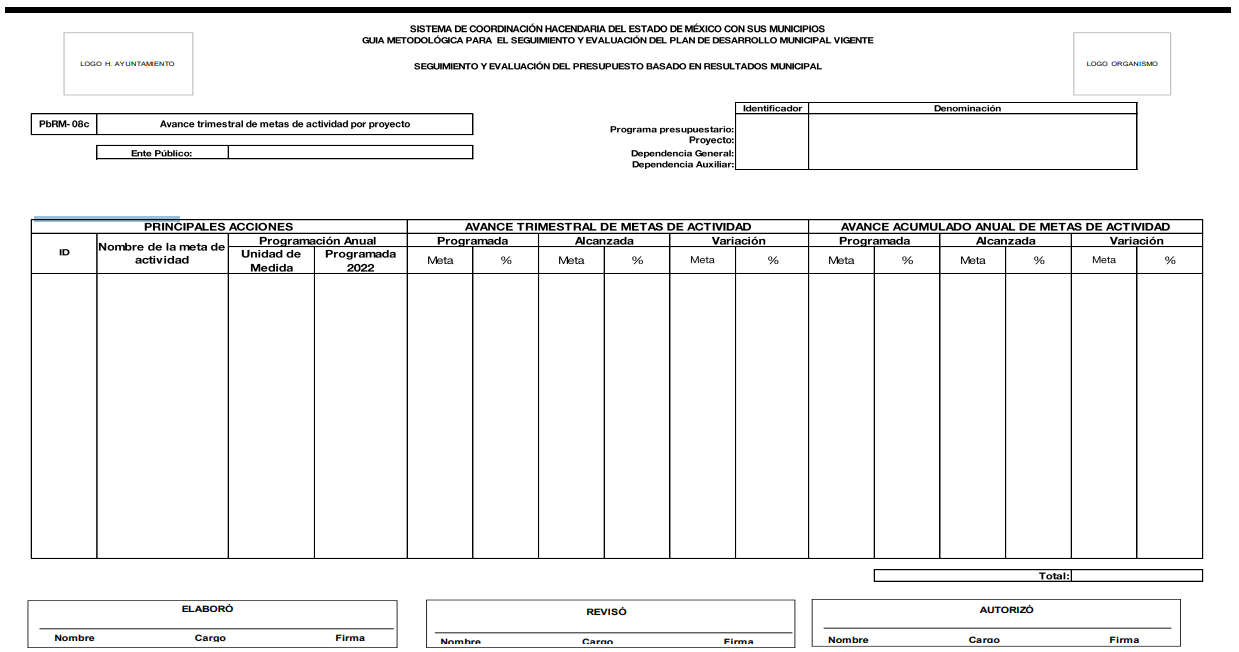 SISTEMA DE COORDINACIÓN HACENDARIA DEL ESTADO DE MÉXICO CON SUS MUNICIPIOS
GUIA METODOLÓGICA PARA EL SEGUIMIENTO Y EVALUACIÓN DEL PLAN DE DESARROLLO MUNICIPAL VIGENTE
LOGO H. AYUNTAMIENTO
SEGUIMIENTO Y EVALUACIÓN DEL PRESUPUESTO BASADO EN RESULTADOS MUNICIPAL
LOGO ORGANISMO
Identificador Denominación
PbRM- 08c Avance trimestral de metas de actividad por proyecto
Programa presupuestario:
Proyecto:
Ente Público:
Dependencia General:
Dependencia Auxiliar:
PRINCIPALES ACCIONES AVANCE TRIMESTRAL DE METAS DE ACTIVIDAD AVANCE ACUMULADO ANUAL DE METAS DE ACTIVIDAD
ID Nombre de la meta de actividad Programación Anual Programada Alcanzada Variación Programada Alcanzada Variación
Unidad de Medida Programada 2022 Meta % Meta % Meta % Meta % Meta % Meta %
Total:
ELABORÓ
Nombre Cargo Firma
REVISÓ
Nombre Cargo Firma
AUTORIZÓ
Nombre Cargo Firma